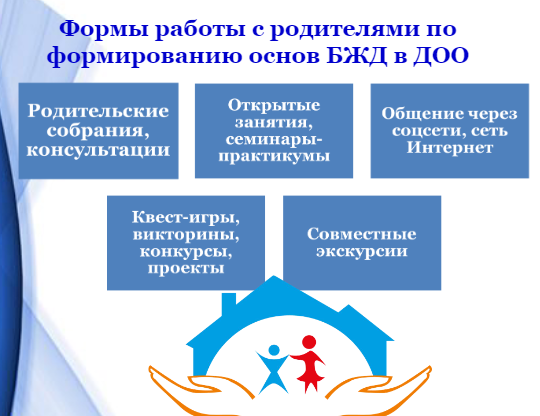 Формы работы с родителями по
формированию основ БЖД в ДОО
Родительские
собрания,
консультации
Открытые
занятия,
семинары-
практикумы
Общение через
соцсети, сеть
Интернет
Квест-игры,
викторины,
конкурсы,
проекты
Совместные
экскурсии